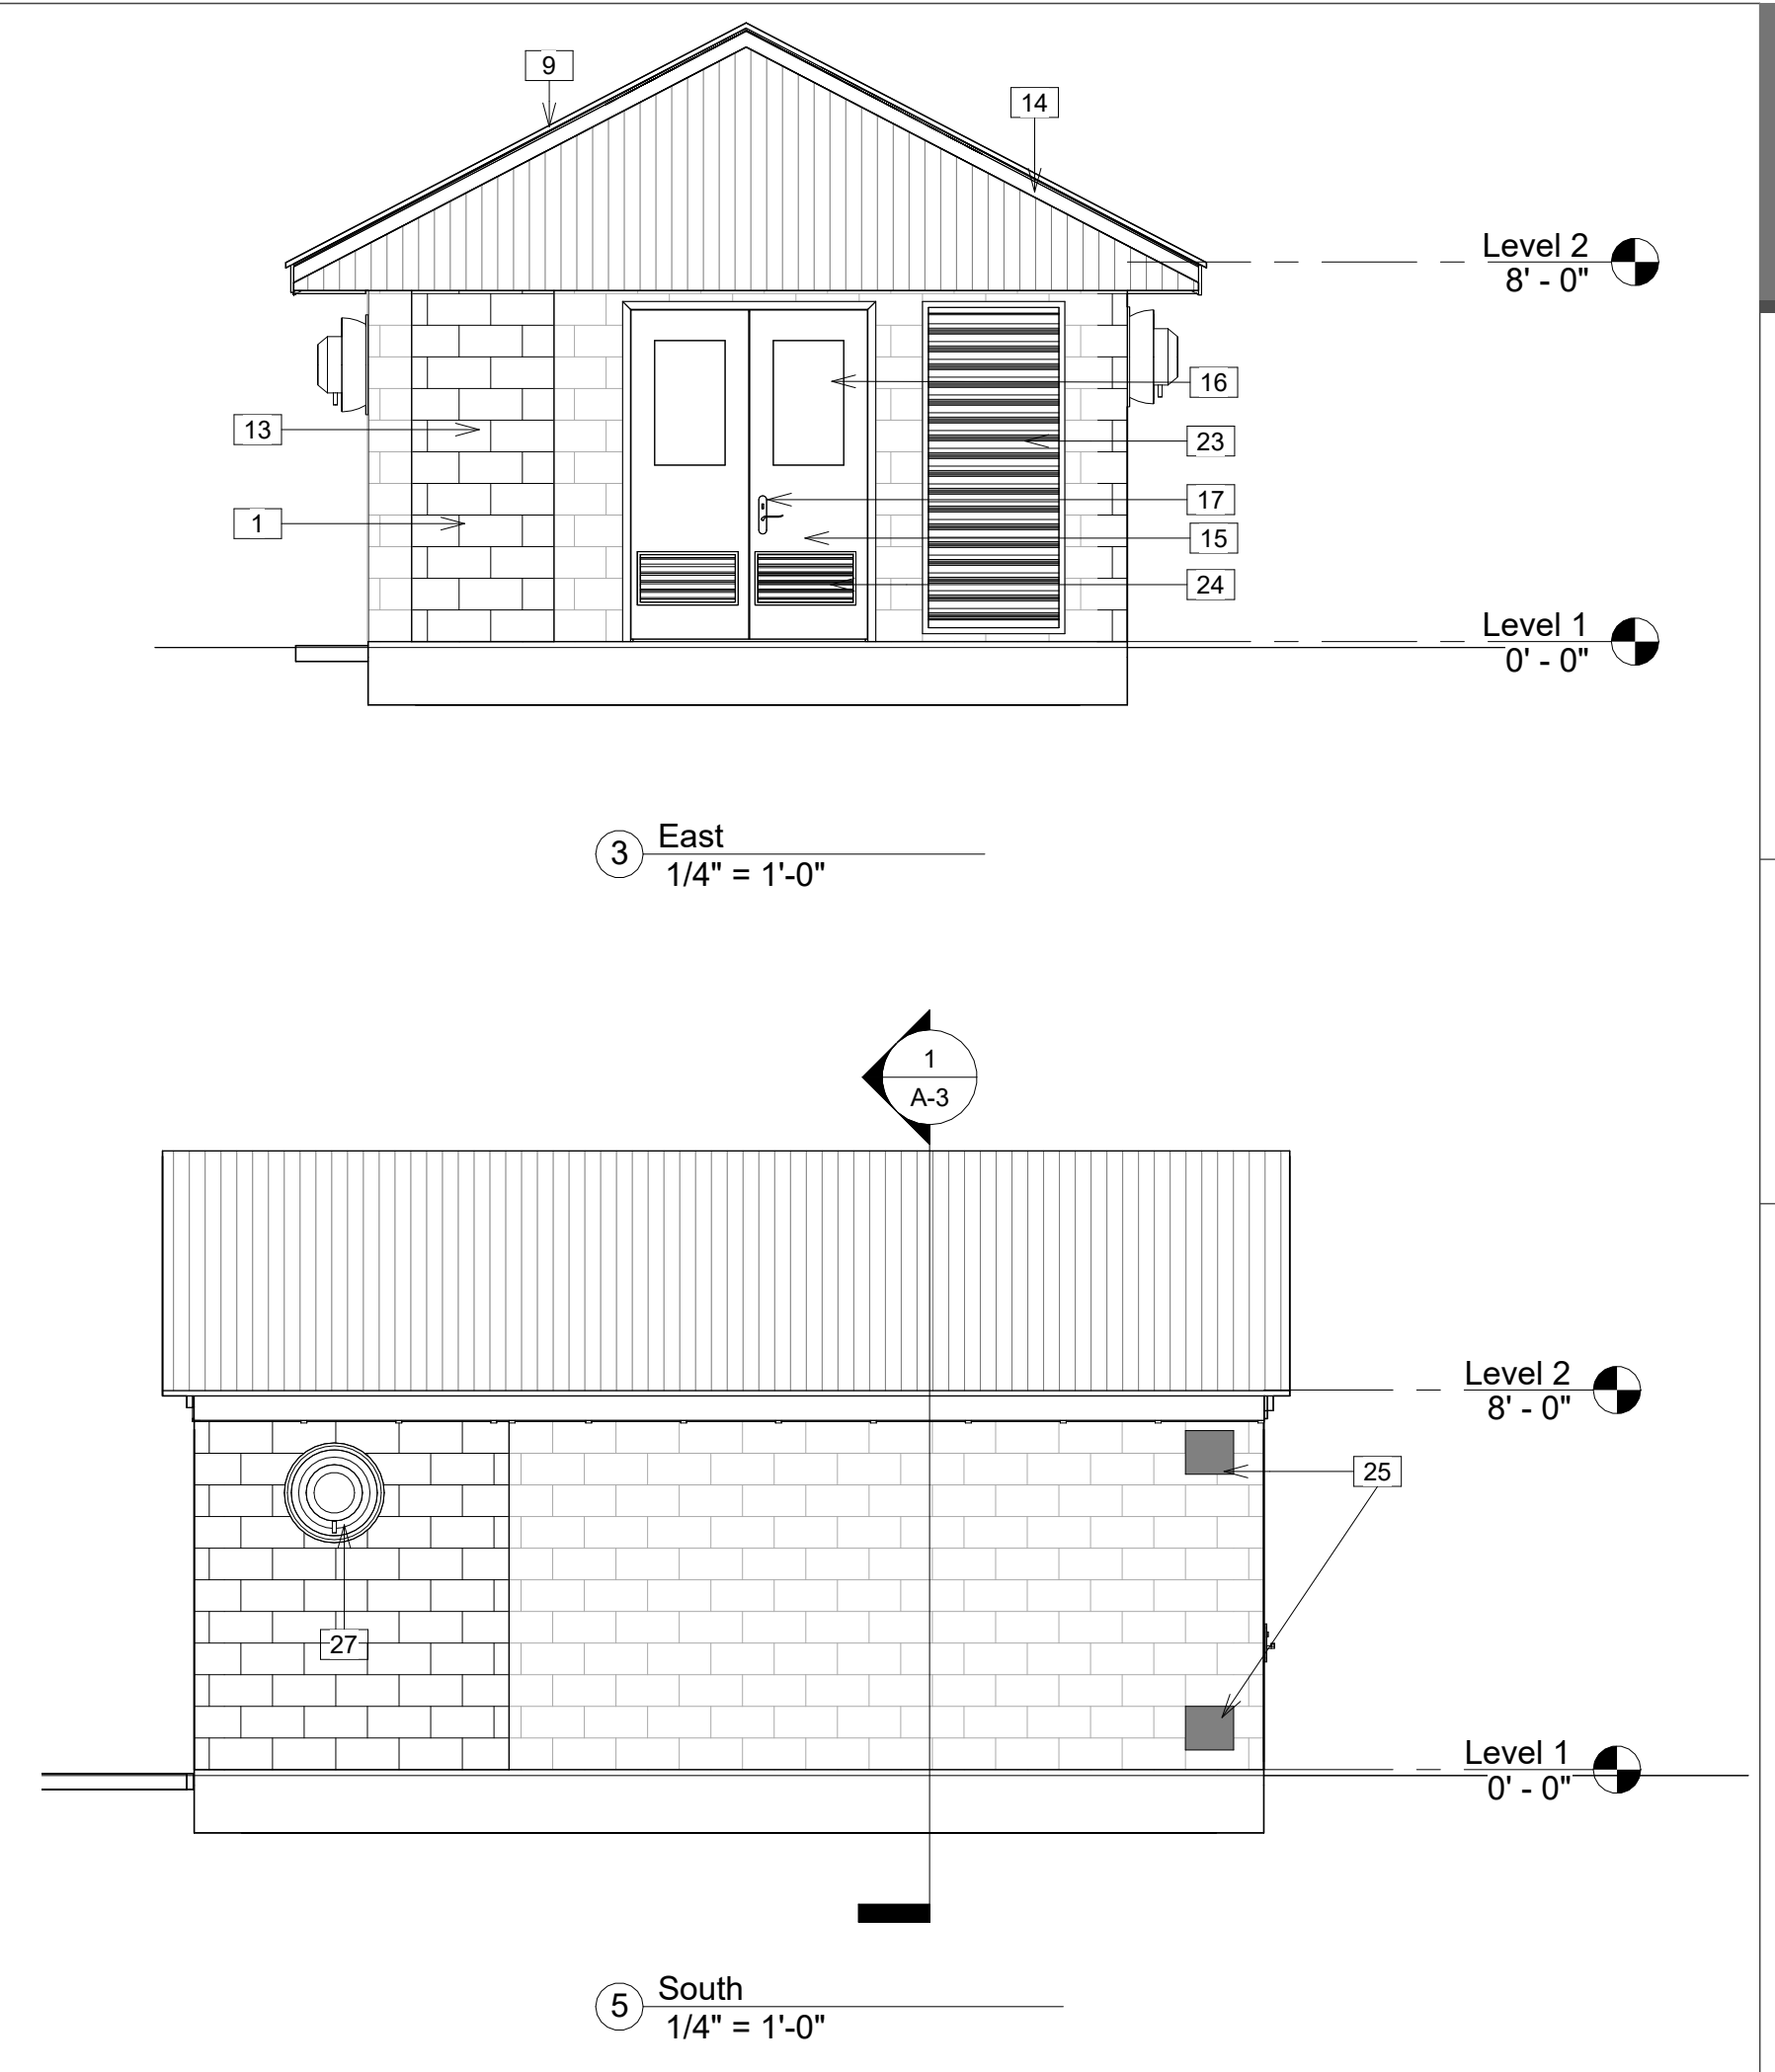 9
14
Level 2
8' - 0"
16
13
23
17
1
15
24
Level 1
0' - 0"
3 East
1/4" = 1'-0"
1
A-3
Level 2
8' - 0"
25
27
Level 1
0' - 0"
5 South
1/4" = 1'-0"